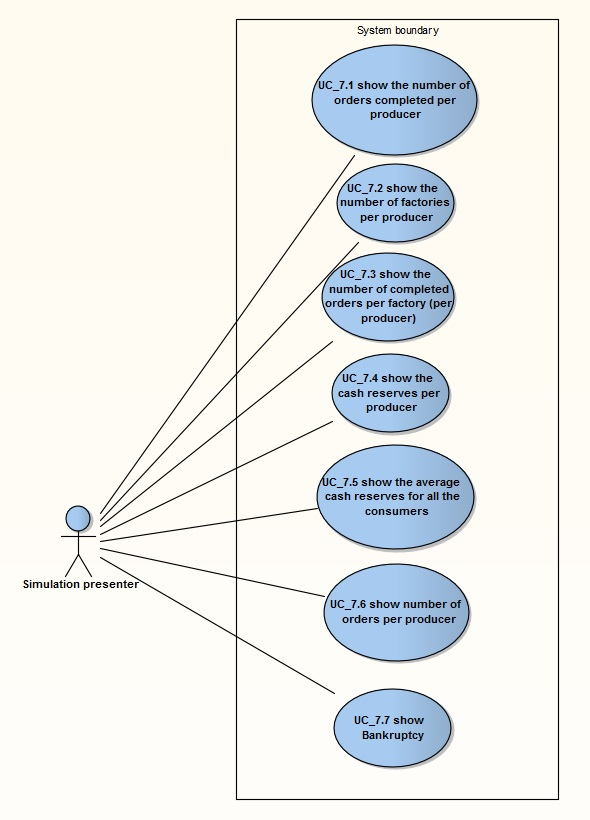 System boundary
UC_7.1 show the number of
orders completed per
producer
UC_7.2 show the
number of factories
per producer
UC_7.3 show the
number of completed
orders per factory (per
producer)
UC_7.4 show the
cash reserves per
producer
UC_7.5 show the average
cash reserves for all the
consumers
Simulation presenter
UC_7.6 show number of
orders per producer
UC_7.7 show
Bankruptcy